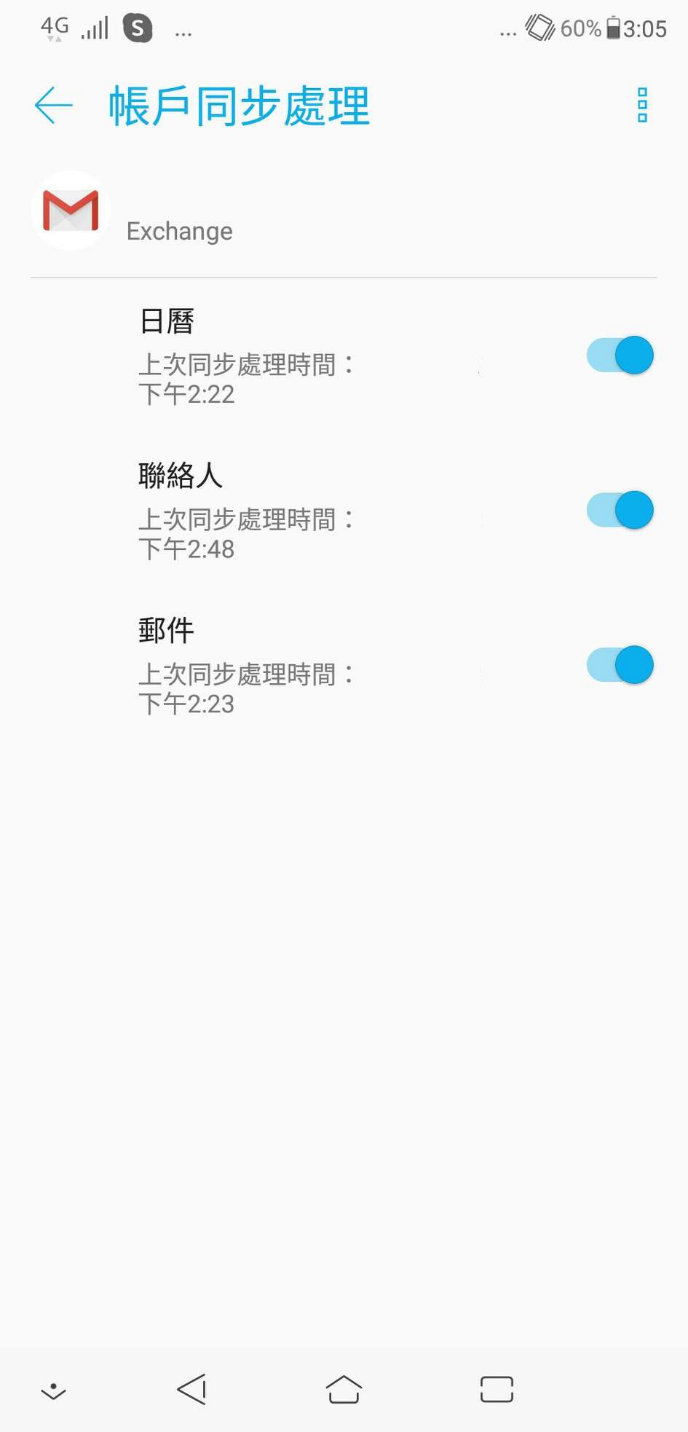 4G S ... ... 60% 3:05
帳戶同步處理
Exchange
日曆
上次同步處理時間：
下午2:22
聯絡人
上次同步處理時間：
下午2:48
郵件
上次同步處理時間：
下午2:23